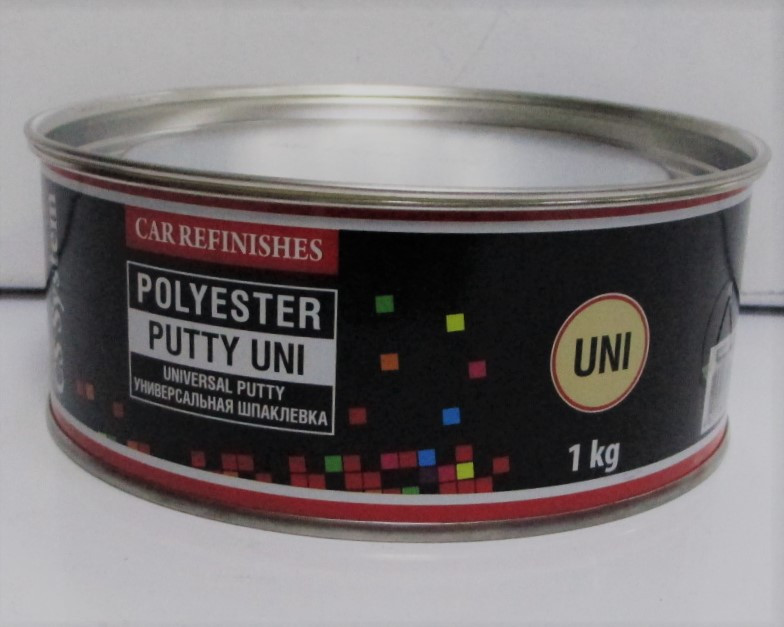 CAR REFINISHES
POLYESTER
PUTTY UNI
UNIVERSAL PUTTY
УНИВЕРСАЛЬНАЯ ШПАКЛЕВКА
UNI
1 kg